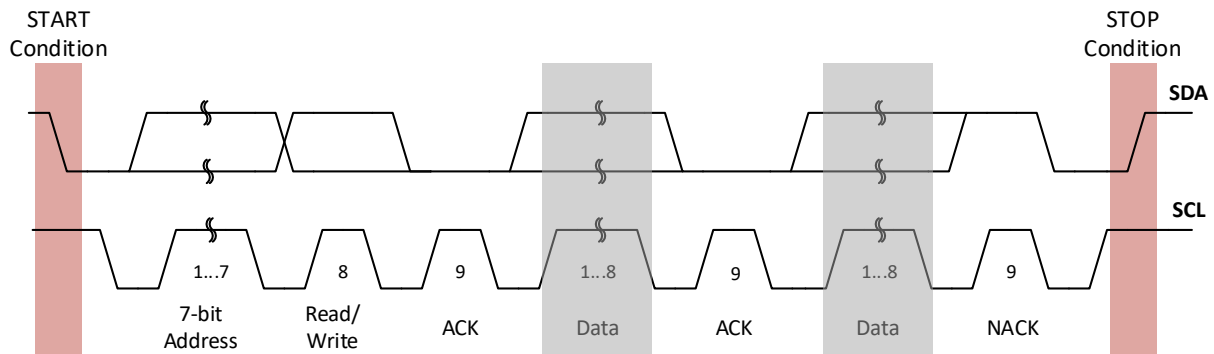 START
Condition
STOP
Condition
SDA
SCL
1...7
8
9
1...8
9
1...8
9
7-bit
Address
Read/
Write
ACK
Data
ACK
Data
NACK